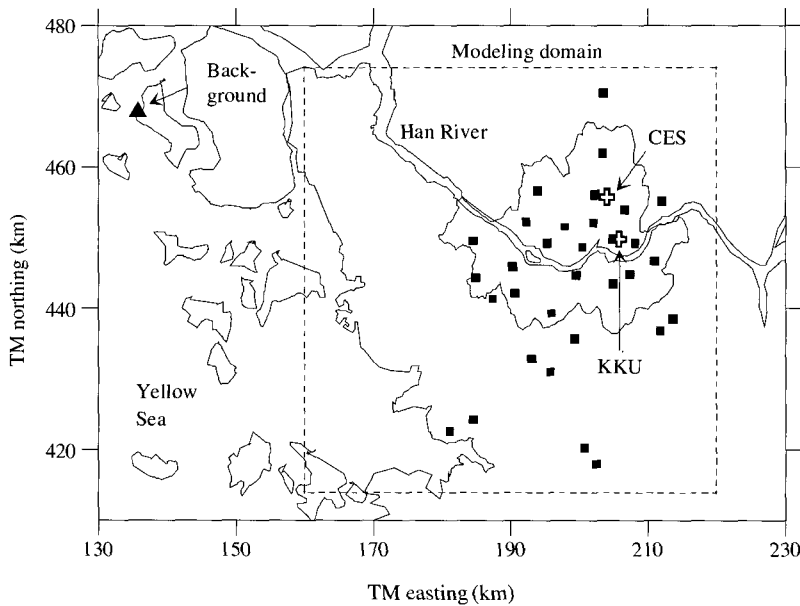 480
Modeling domain
Back-
ground
Han River
CES
460
TM northing (km)
440
KKU
Yellow
Sea
420
130
150
170
190
210
230
TM easting (km)